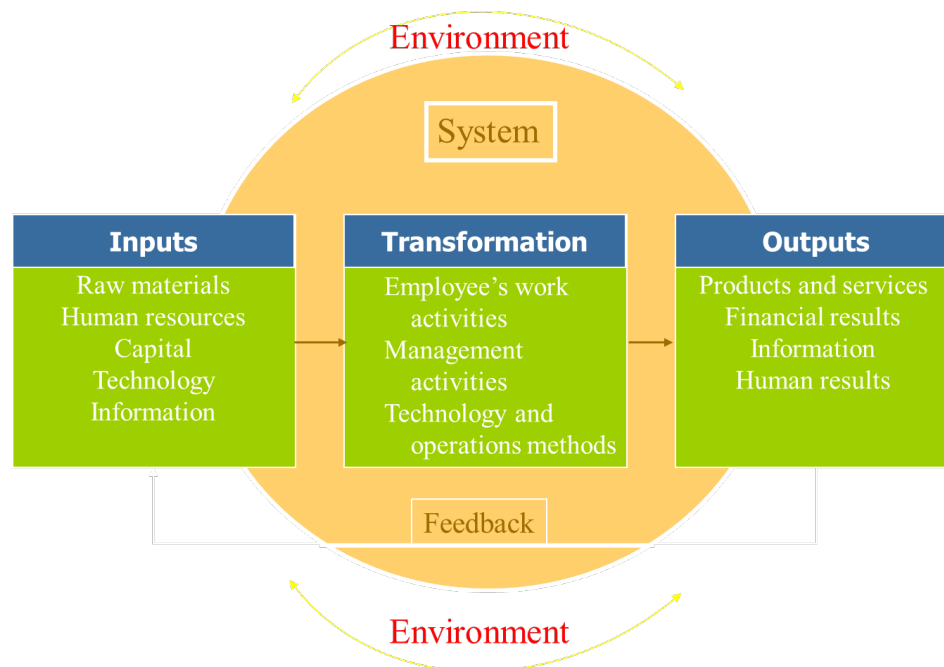 Environment
System
Inputs
Raw materials
Human resources
Capital
Technology
Information
Transformation
Employee’s work
activities
Management
activities
Technology and
operations methods
Outputs
Products and services
Financial results
Information
Human results
Feedback
Environment